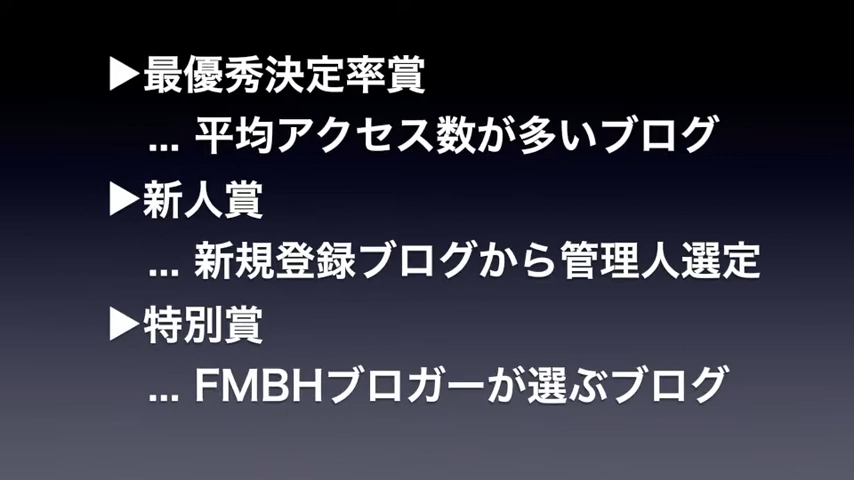 ▶最優秀決定率賞
… 平均アクセス数が多いブログ
▶新人賞
… 新規登録ブログから管理人選定
▶特別賞
… FMBHブロガーが選ぶブログ